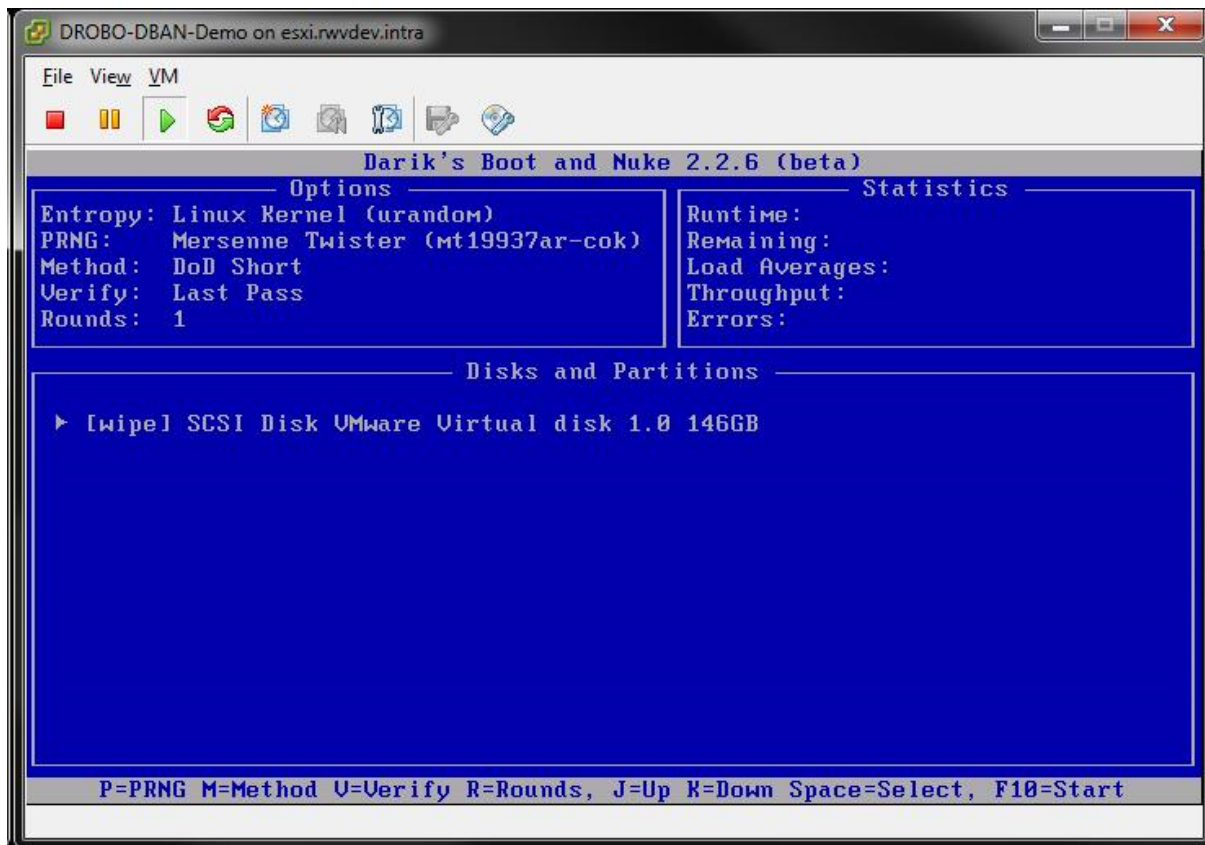 DROBO-DBAN-Demo on esxi.rwvdev.intra
File View VM
Darik's Boot and Nuke 2.2.6 (beta)
Options
Entropy: Linux Kernel (urandom)
PRNG: Mersenne Twister (mt19937ar-cok)
Method: DoD Short
Verify: Last Pass
Rounds: 1
Statistics
Runtime:
Remaining:
Load Averages:
Throughput:
Errors:
Disks and Partitions
[wipe] SCSI Disk VMware Virtual disk 1.0 146GB
P=PRNG M=Method V=Verify R=Rounds, J=Up K=Down Space=Select, F10=Start